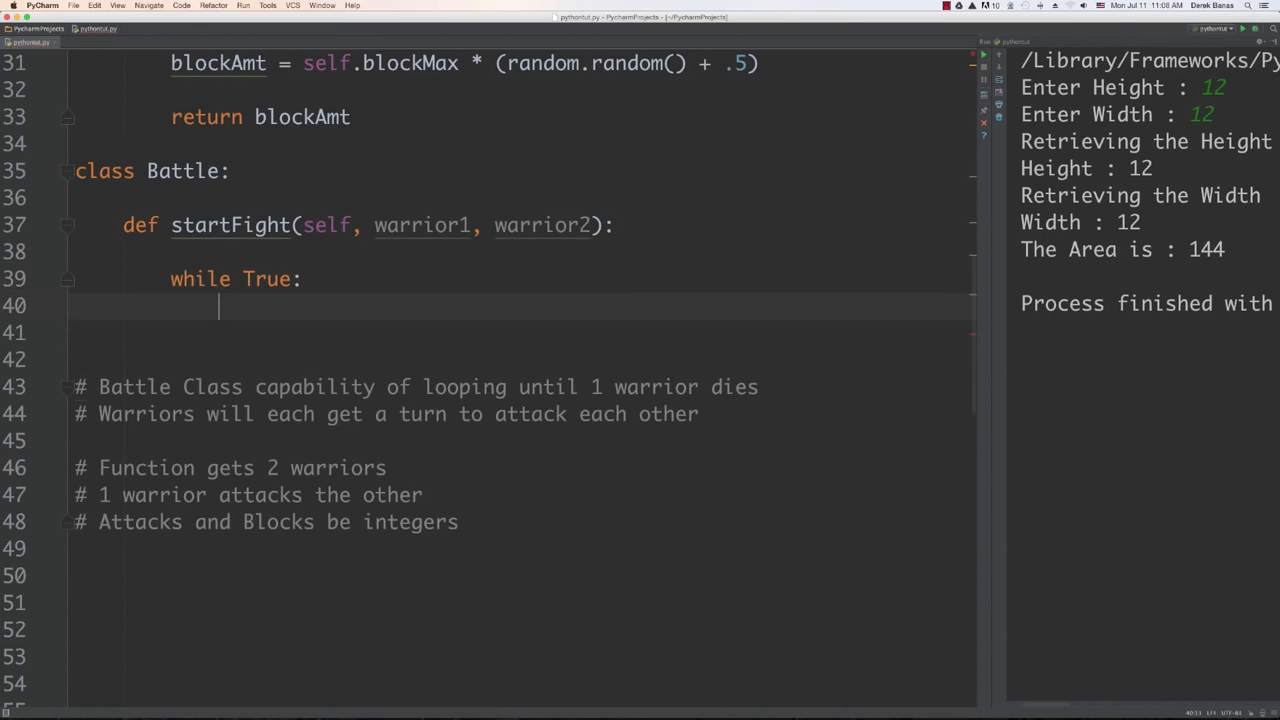 PyCharm File Edit View Navigate Code Refactor Run Tools VCS Window Help
10
Mon Jul 11 11:08 AM Derek Banas
pythontut.py - PycharmProjects - [~/PycharmProjects]
PycharmProjects pythontut.py
pythontut
pythontut.py
Run pythontut
31 blockAmt = self.blockMax * (random.random() + .5)
32
33 return blockAmt
34
35 class Battle:
36
37 def startFight(self, warrior1, warrior2):
38
39 while True:
40
41
42
43 # Battle Class capability of looping until 1 warrior dies
44 # Warriors will each get a turn to attack each other
45
46 # Function gets 2 warriors
47 # 1 warrior attacks the other
48 # Attacks and Blocks be integers
49
50
51
52
53
54
/Library/Frameworks/Py
Enter Height : 12
Enter Width : 12
Retrieving the Height
Height : 12
Retrieving the Width
Width : 12
The Area is : 144
Process finished with
40:13 LF≠ UTF-8≠